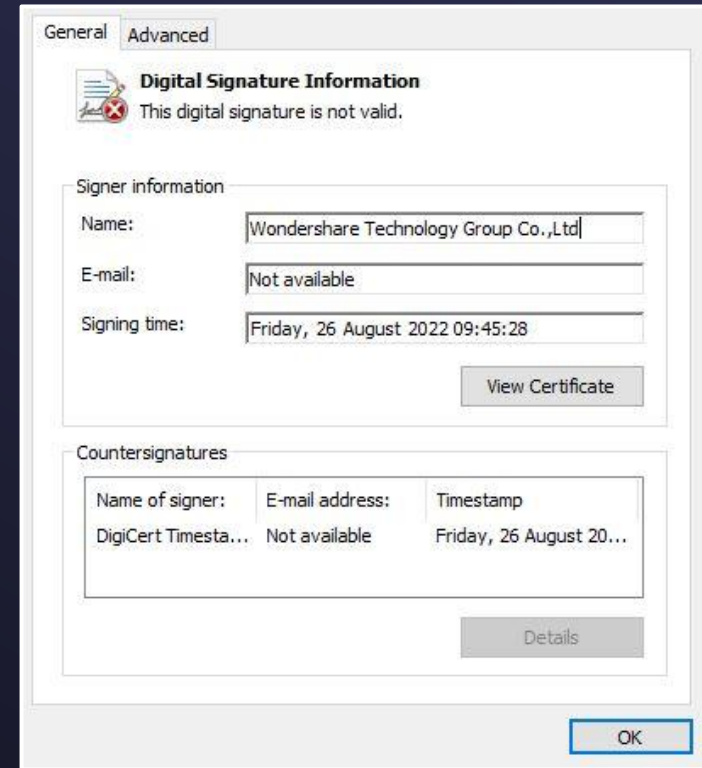 General Advanced
Digital Signature Information
This digital signature is not valid.
Signer information
Name: Wondershare Technology Group Co.,Ltd
E-mail: Not available
Signing time: Friday, 26 August 2022 09:45:28
View Certificate
Countersignatures
Name of signer: E-mail address: Timestamp
DigiCert Timesta... Not available Friday, 26 August 20...
Details
OK